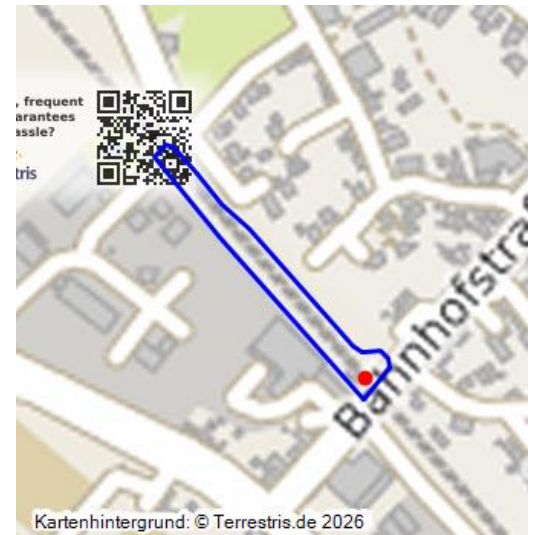 , frequent
arantees
assle?
tris
Bahnhofstra
Kartenhintergrund: © Terrestris.de 2026